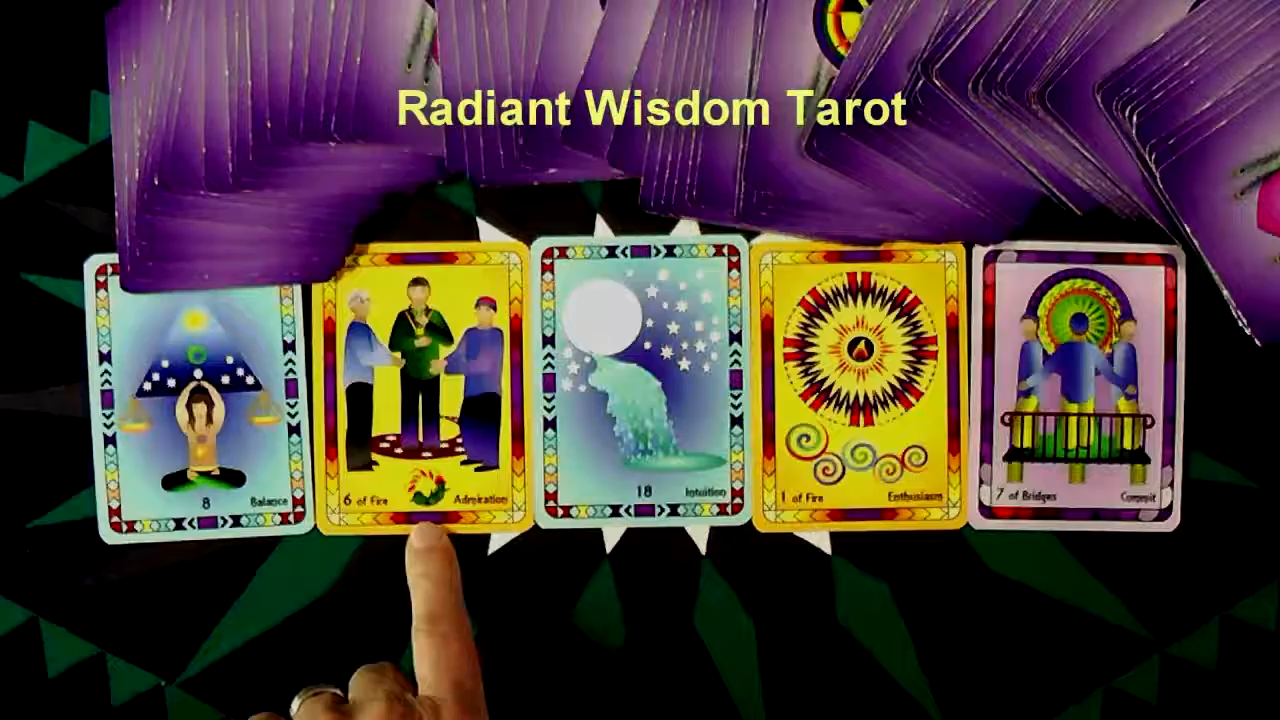 Radiant Wisdom Tarot
8 Balance
6 of Fire Admiration
18 Intuition
1 of Fire Enthusiasm
7 of Bridges Commit